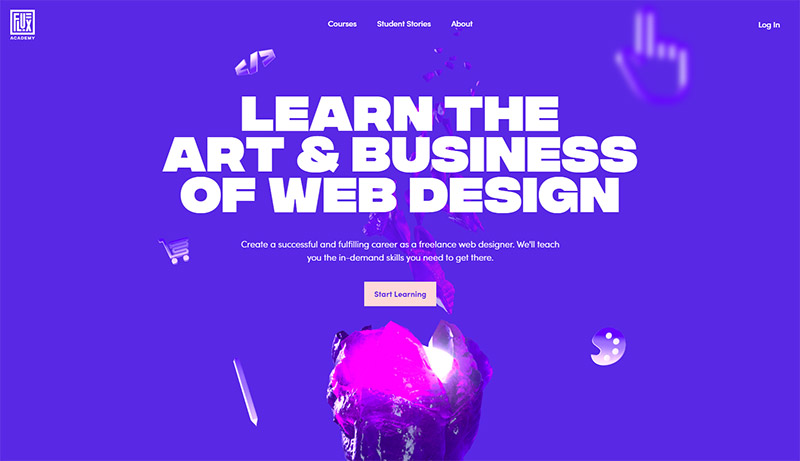 FLUX
ACADEMY
Courses
Student Stories
About
Log In
LEARN THE
ART & BUSINESS
OF WEB DESIGN
Create a successful and fulfilling career as a freelance web designer. We'll teach
you the in-demand skills you need to get there.
Start Learning